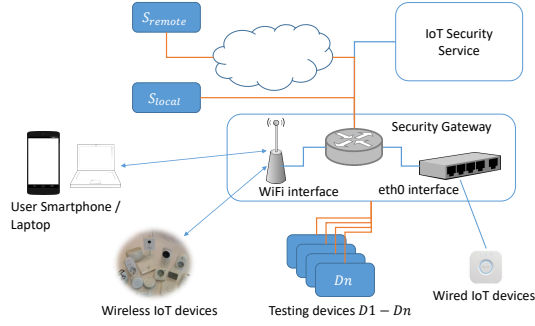 S_remote
IoT Security
Service
S_local
Security Gateway
WiFi interface
eth0 interface
User Smartphone /
Laptop
Dn
Wireless IoT devices
Testing devices D1 − Dn
Wired IoT devices